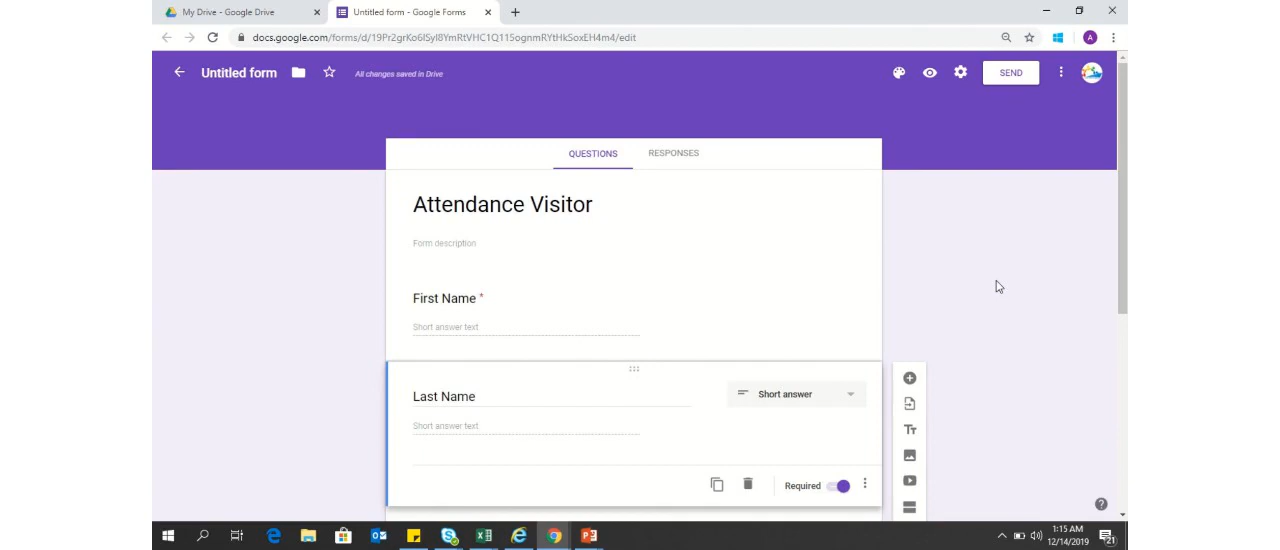 My Drive - Google Drive
Untitled form - Google Forms
docs.google.com/forms/d/19Pr2grKo6lSyl8YmRtVHC1Q115ognmRYtHkSoxEH4m4/edit
A
Untitled form
All changes saved in Drive
SEND
QUESTIONS
RESPONSES
Attendance Visitor
Form description
First Name *
Short answer text
Last Name
Short answer
Short answer text
Required
1:15 AM
12/14/2019
21